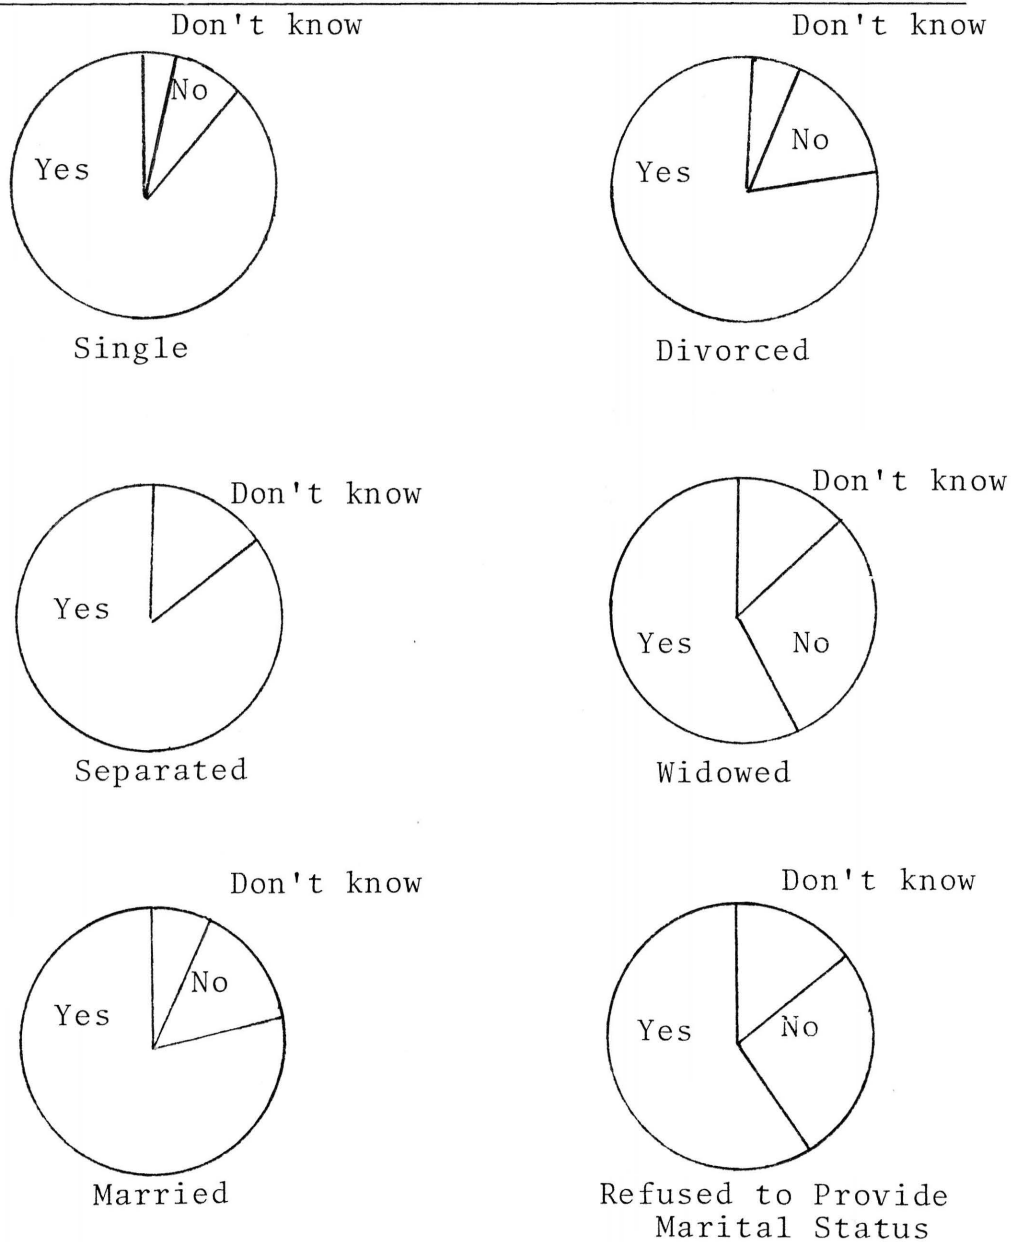 Don't know
No
Yes
Single
Don't know
No
Yes
Divorced
Don't know
Yes
Separated
Don't know
Yes
No
Widowed
Don't know
No
Yes
Married
Don't know
Yes
No
Refused to Provide
Marital Status